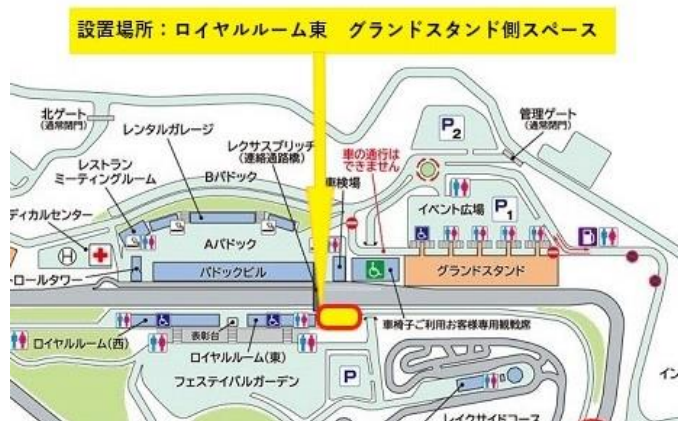 設置場所：ロイヤルルーム東　グランドスタンド側スペース
北ゲート
(通常閉門)
レンタルガレージ
レクサスブリッヂ
(連絡通路橋)
車の通行は
できません
P2
管理ゲート
(通常閉門)
レストラン
ミーティングルーム
Bパドック
車検場
イベント広場
P1
ディカルセンター
Aパドック
H
トロールタワー
パドックビル
グランドスタンド
車椅子ご利用お客様専用観戦席
ロイヤルルーム(西)
表彰台
ロイヤルルーム(東)
フェスティバルガーデン
P
イン
レイクサイドコース